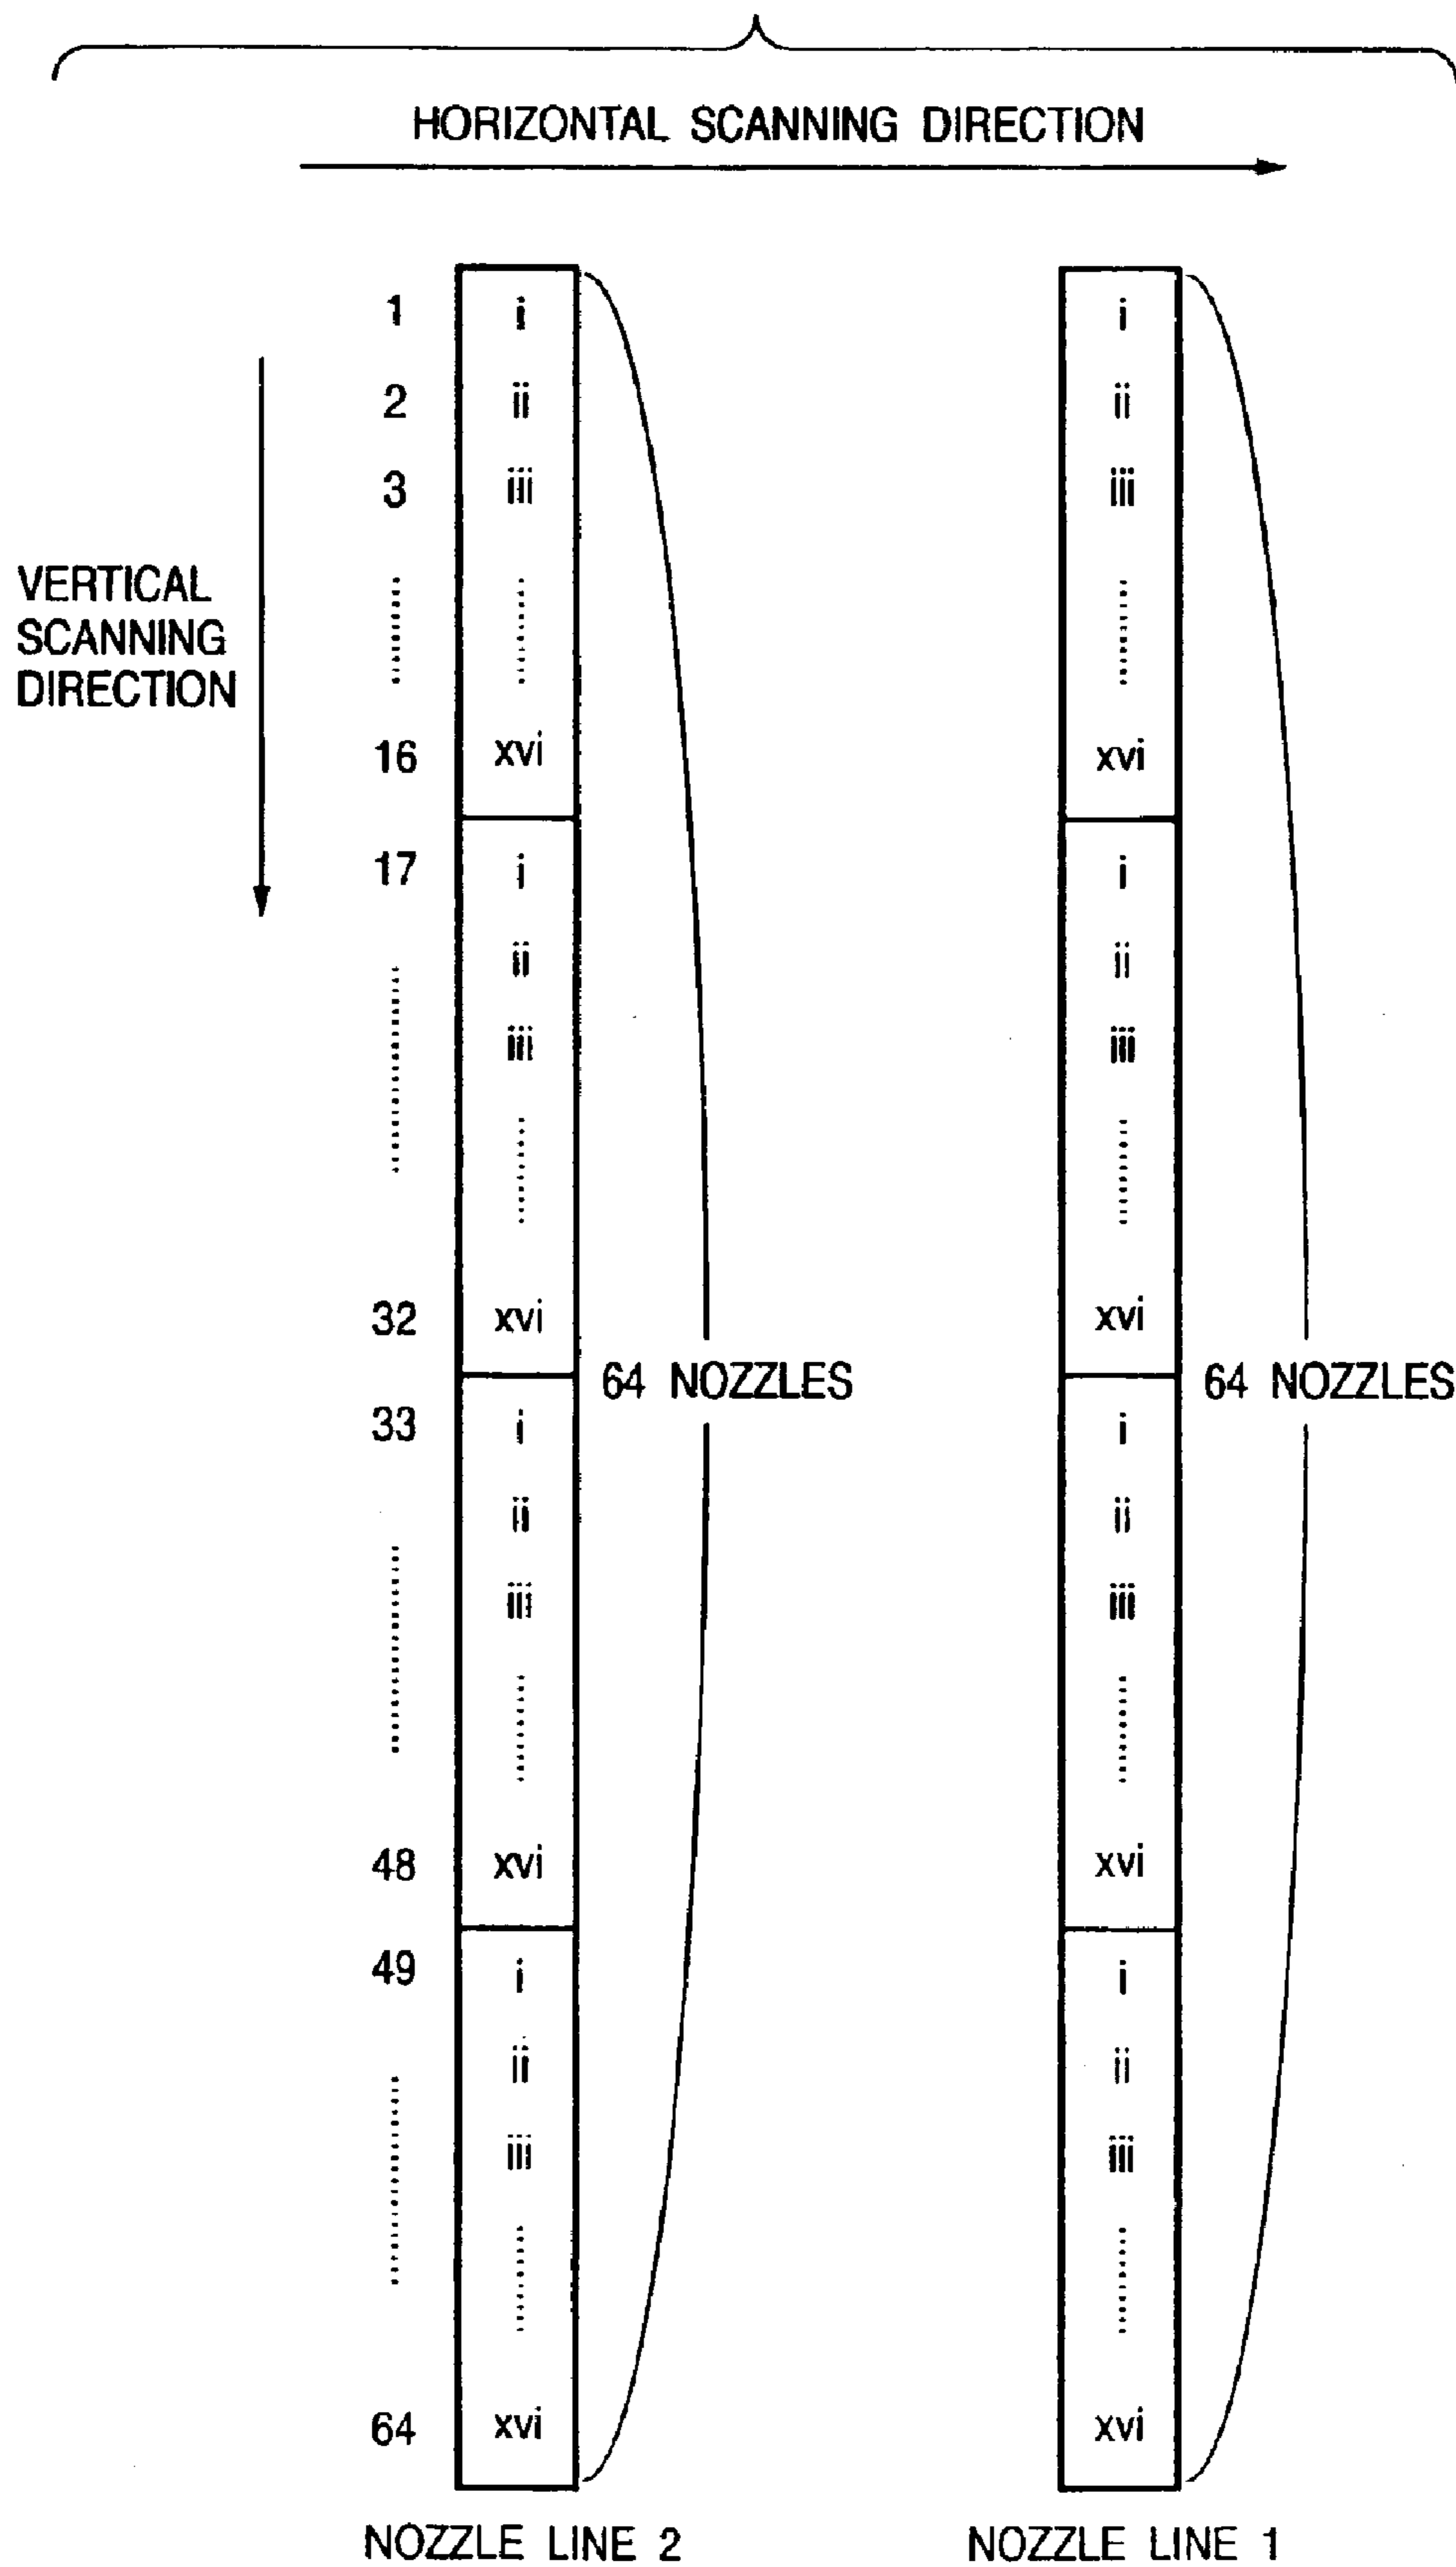 HORIZONTAL SCANNING DIRECTION
1 i i
2 ii ii
3 iii iii
VERTICAL
SCANNING
DIRECTION
16 xvi xvi
17 i i
ii ii
iii iii
32 xvi xvi
64 NOZZLES 64 NOZZLES
33 i i
ii ii
iii iii
48 xvi xvi
49 i i
ii ii
iii iii
64 xvi xvi
NOZZLE LINE 2 NOZZLE LINE 1